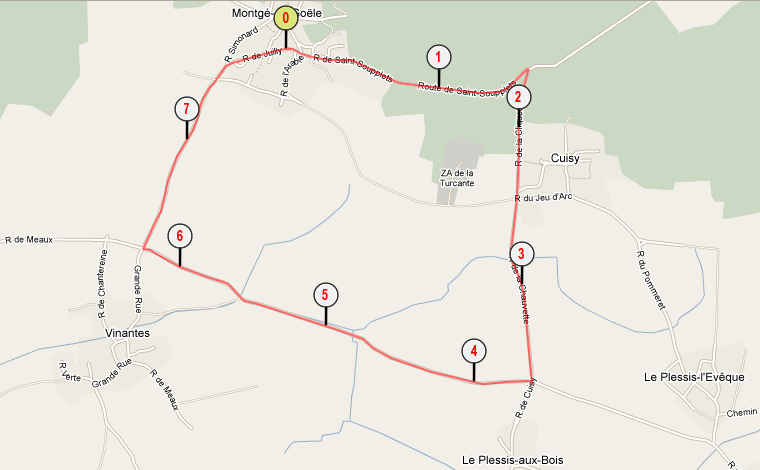 Montgé Goële
0
R Simonard
R de Juilly
R de l'Arabie
R de Saint-Soupplets
1
Route de Saint-Soupplets
2
R de la Clique
7
Cuisy
ZA de la
Turcante
R du Jeu d'Arc
R de Meaux
6
R de Chantereine
Grande Rue
3
de la Chauvette
R du Pommeret
5
Vinantes
4
R Verte
Grande Rue
R de Meaux
R de Cuisy
Le Plessis-l'Evêque
Chemin
Le Plessis-aux-Bois